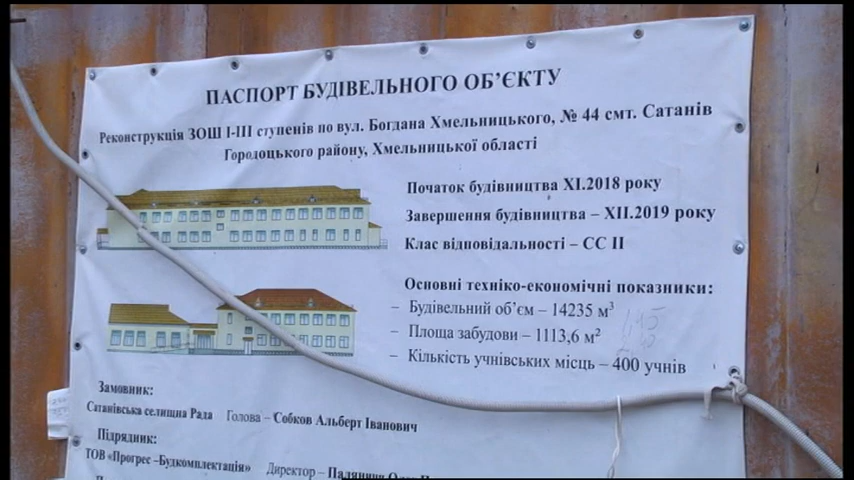 ПАСПОРТ БУДІВЕЛЬНОГО ОБ’ЄКТУ
Реконструкція ЗОШ І-ІІІ ступенів по вул. Богдана Хмельницького, № 44 смт. Сатанів
Городоцького району, Хмельницької області
Початок будівництва ХІ.2018 року
Завершення будівництва – ХІІ.2019 року
Клас відповідальності – СС ІІ
Основні техніко-економічні показники:
– Будівельний об’єм – 14235 м³
– Площа забудови – 1113,6 м²
– Кількість учнівських місць – 400 учнів
Замовник:
Сатанівська селищна Рада Голова – Собков Альберт Іванович
Підрядник:
ТОВ «Прогрес –Будкомплектація» Директор –